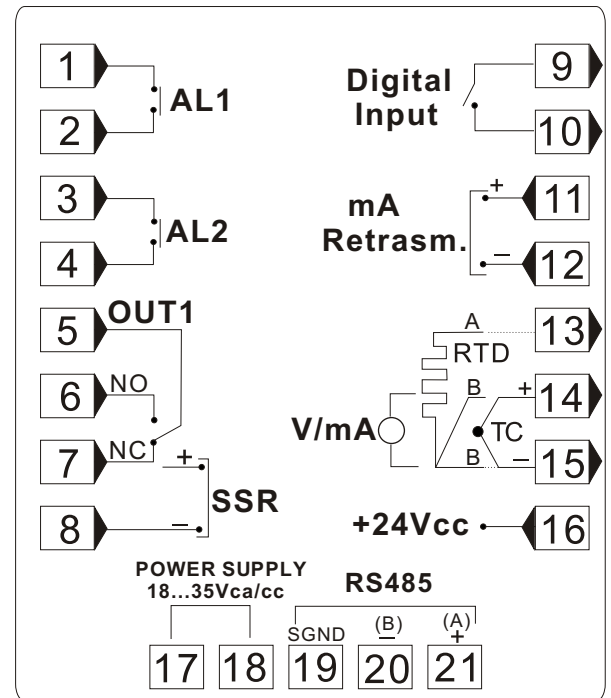 1
AL1
2
3
AL2
4
5 OUT1
6 NO
7 NC
+
SSR
8 −
9
Digital
Input
10
+ 11
mA
Retrasm.
− 12
A 13
RTD
B + 14
V/mA
TC
B − 15
+24Vcc 16
POWER SUPPLY
18...35Vca/cc
RS485
SGND (B) − (A) +
17 18 19 20 21